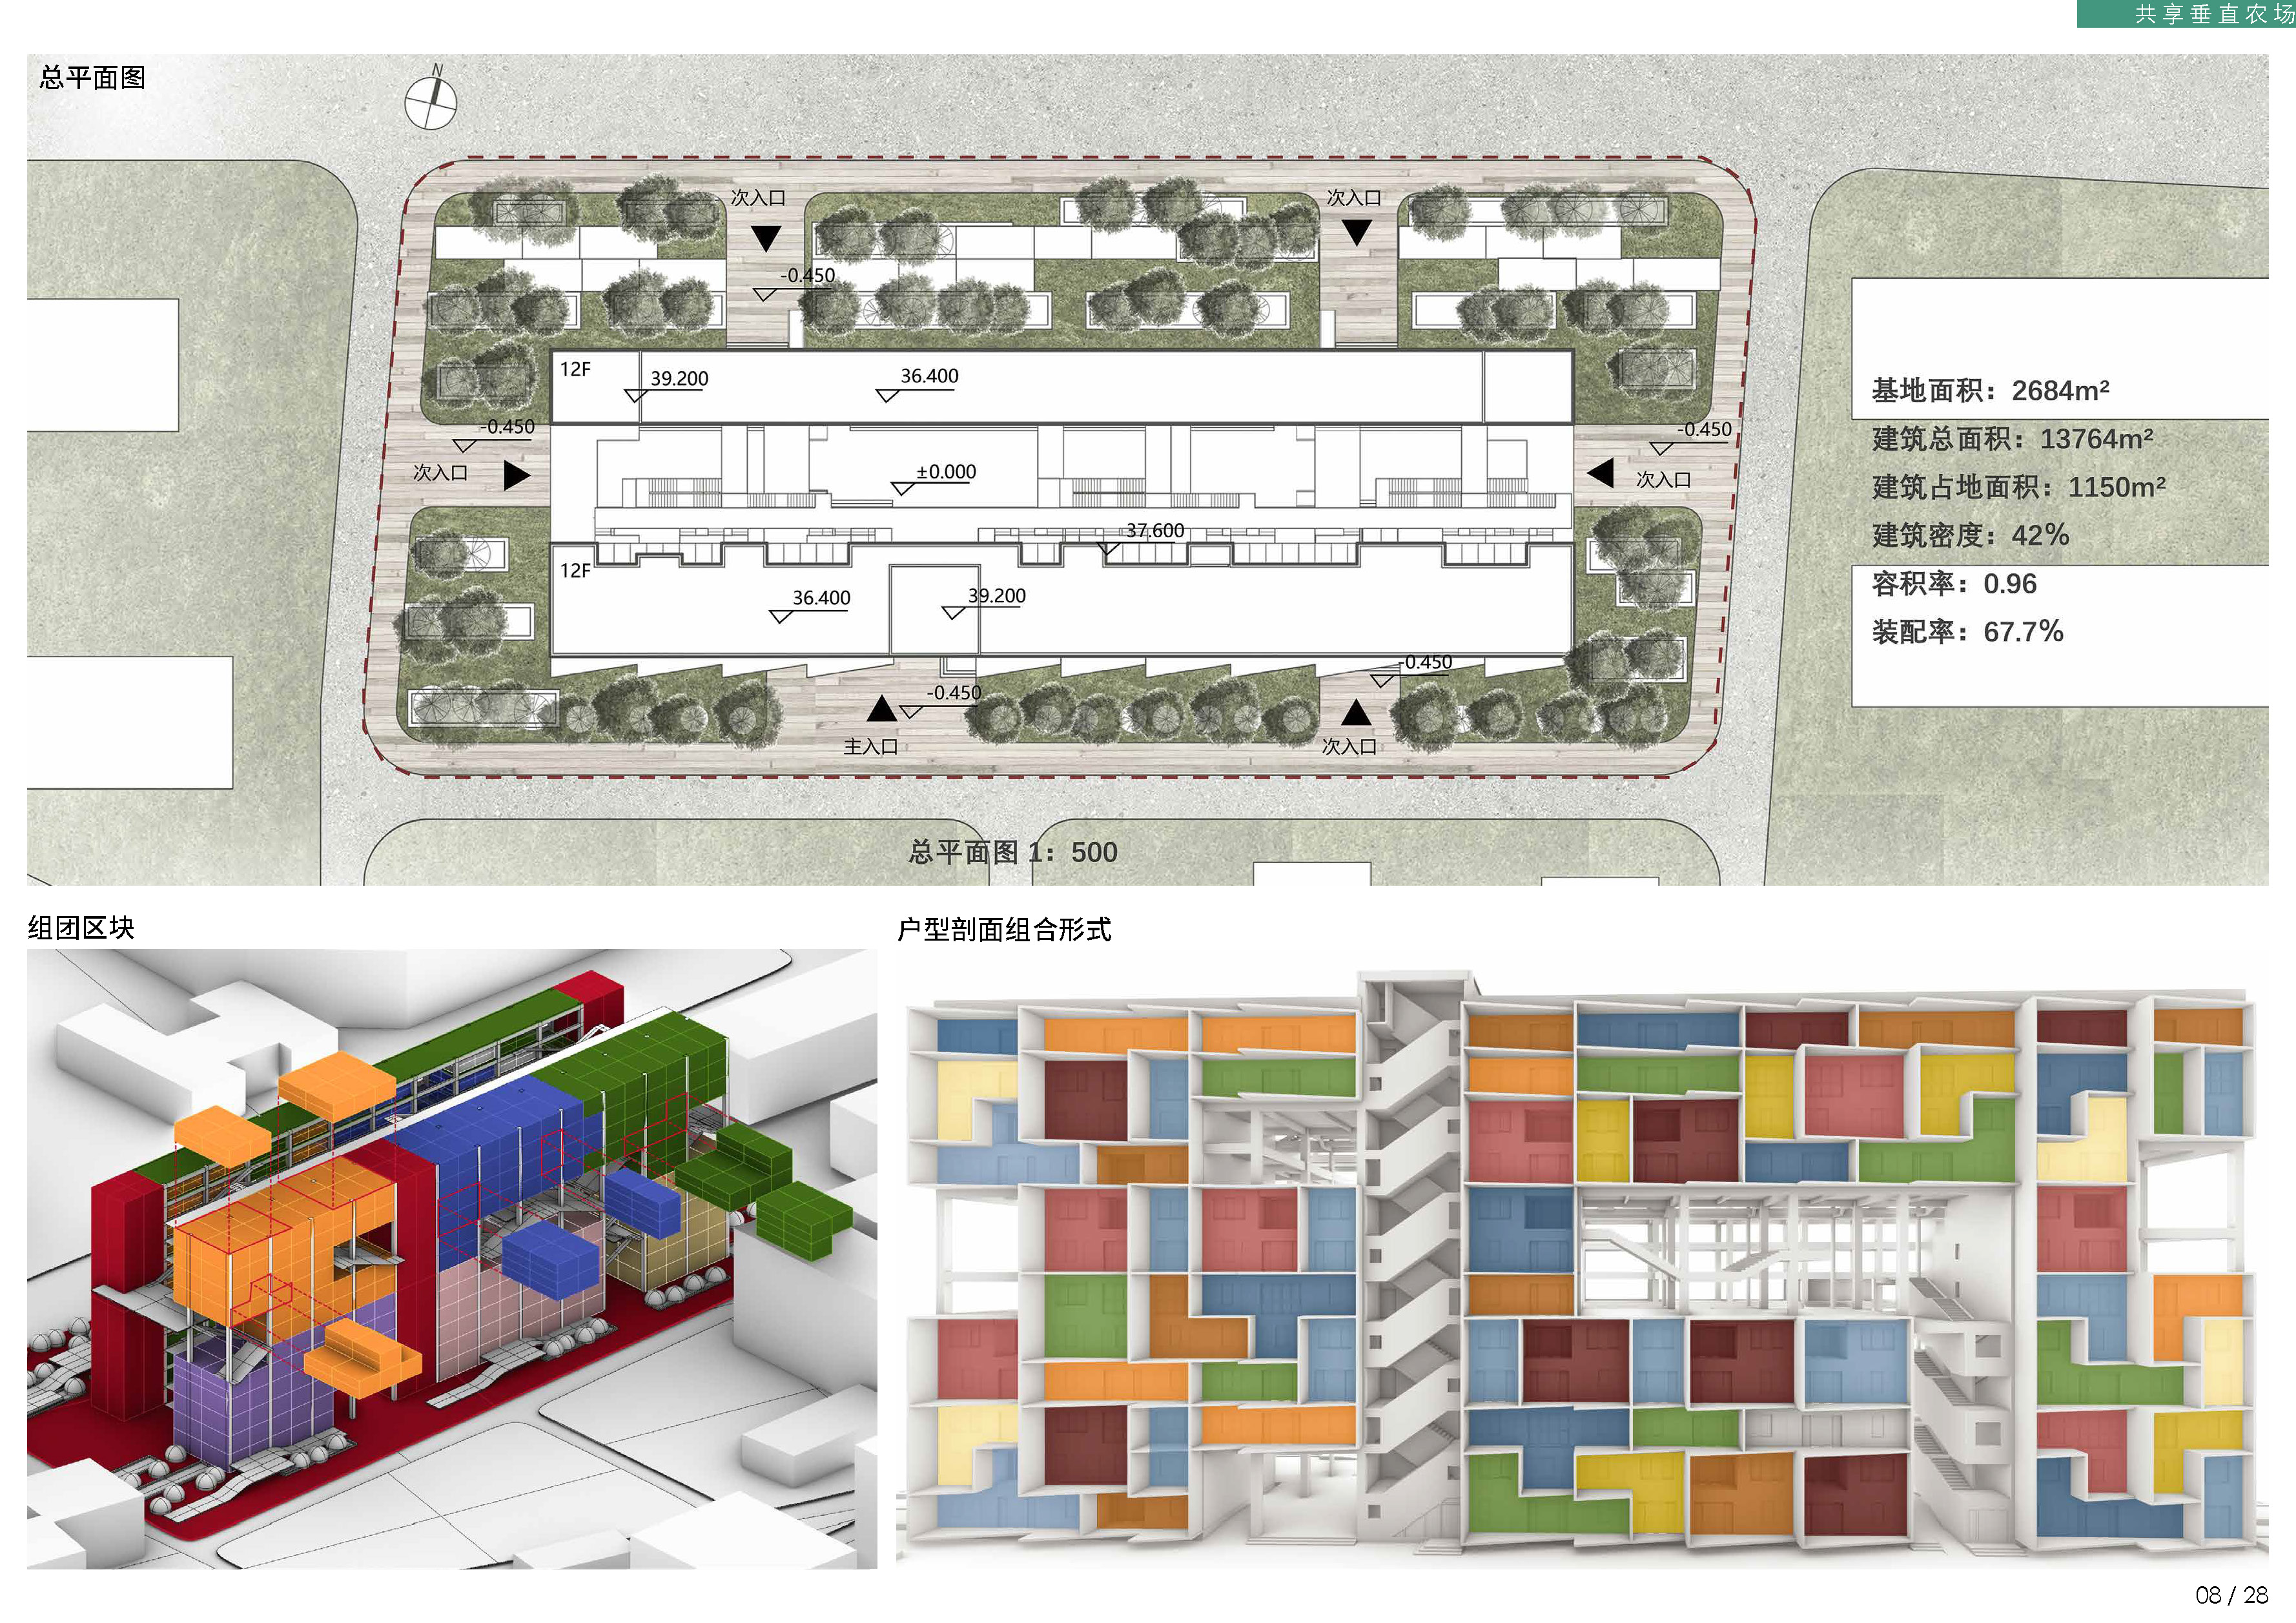 共享垂直农场
总平面图
N
次入口
次入口
-0.450
12F
39.200
36.400
-0.450
次入口
±0.000
-0.450
次入口
37.600
12F
36.400
39.200
-0.450
-0.450
主入口
次入口
基地面积：2684m²
建筑总面积：13764m²
建筑占地面积：1150m²
建筑密度：42%
容积率：0.96
装配率：67.7%
总平面图 1：500
组团区块
户型剖面组合形式
08 / 28